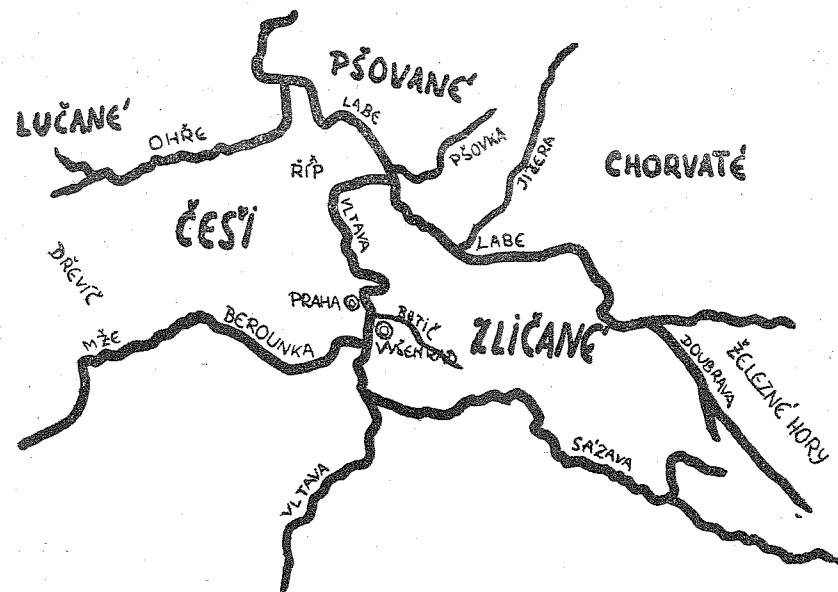 PŠOVANÉ
LUČANÉ
LABE
OHŘE
PŠOVKA
JIZERA
CHORVATÉ
ŘÍP
ČEŠI
VLTAVA
LABE
DŘEVÍČ
PRAHA
BOTIČ
BEROUNKA
MŽE
VYŠEHRAD
ZLIČANÉ
DOUBRAVA
ŽELEZNÉ HORY
SÁZAVA
VLTAVA